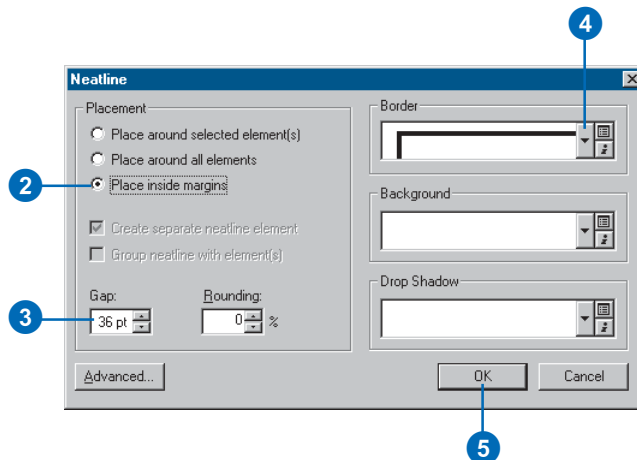 4
Neatline
Placement
Place around selected element(s)
Place around all elements
2
Place inside margins
Create separate neatline element
Group neatline with element(s)
Gap:
Rounding:
3
36 pt
0
%
Border
Background
Drop Shadow
Advanced...
OK
Cancel
5